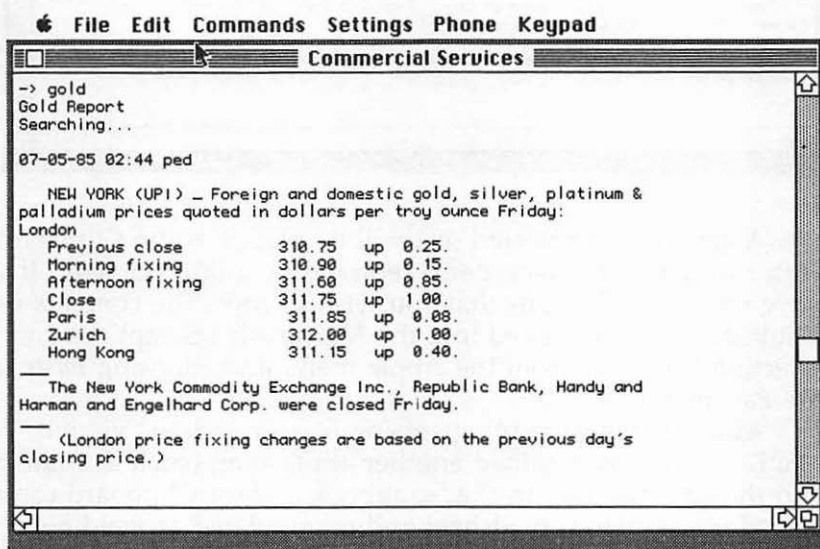 File Edit Commands Settings Phone Keypad
Commercial Services
-> gold
Gold Report
Searching...
07-05-85 02:44 ped
NEW YORK (UPI) _ Foreign and domestic gold, silver, platinum &
palladium prices quoted in dollars per troy ounce Friday:
London
Previous close 310.75 up 0.25.
Morning fixing 310.90 up 0.15.
Afternoon fixing 311.60 up 0.85.
Close 311.75 up 1.00.
Paris 311.85 up 0.08.
Zurich 312.00 up 1.00.
Hong Kong 311.15 up 0.40.
The New York Commodity Exchange Inc., Republic Bank, Handy and
Harman and Engelhard Corp. were closed Friday.
(London price fixing changes are based on the previous day's
closing price.)